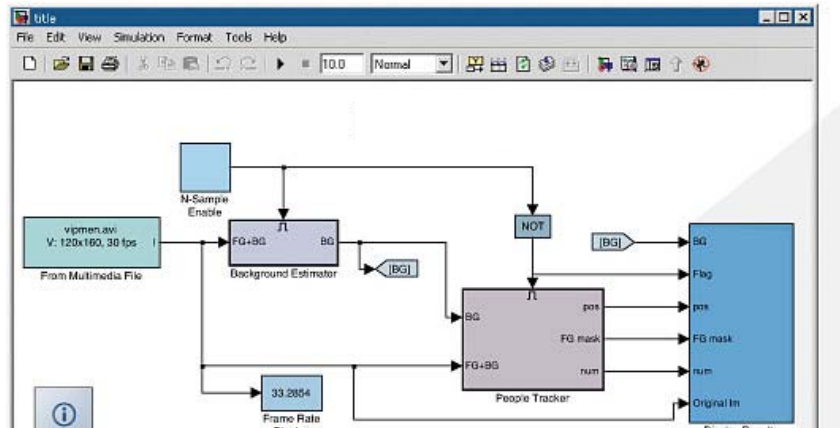 title
File Edit View Simulation Format Tools Help
10.0 Normal
N-Sample
Enable
vipmen.avi
V: 120x160, 30 fps
I
From Multimedia File
FG+BG
BG
Background Estimator
[BG]
NOT
[BG]
BG
Flag
pos
FG mask
num
Original Im
BG
FG+BG
pos
FG mask
num
People Tracker
33.2854
Frame Rate